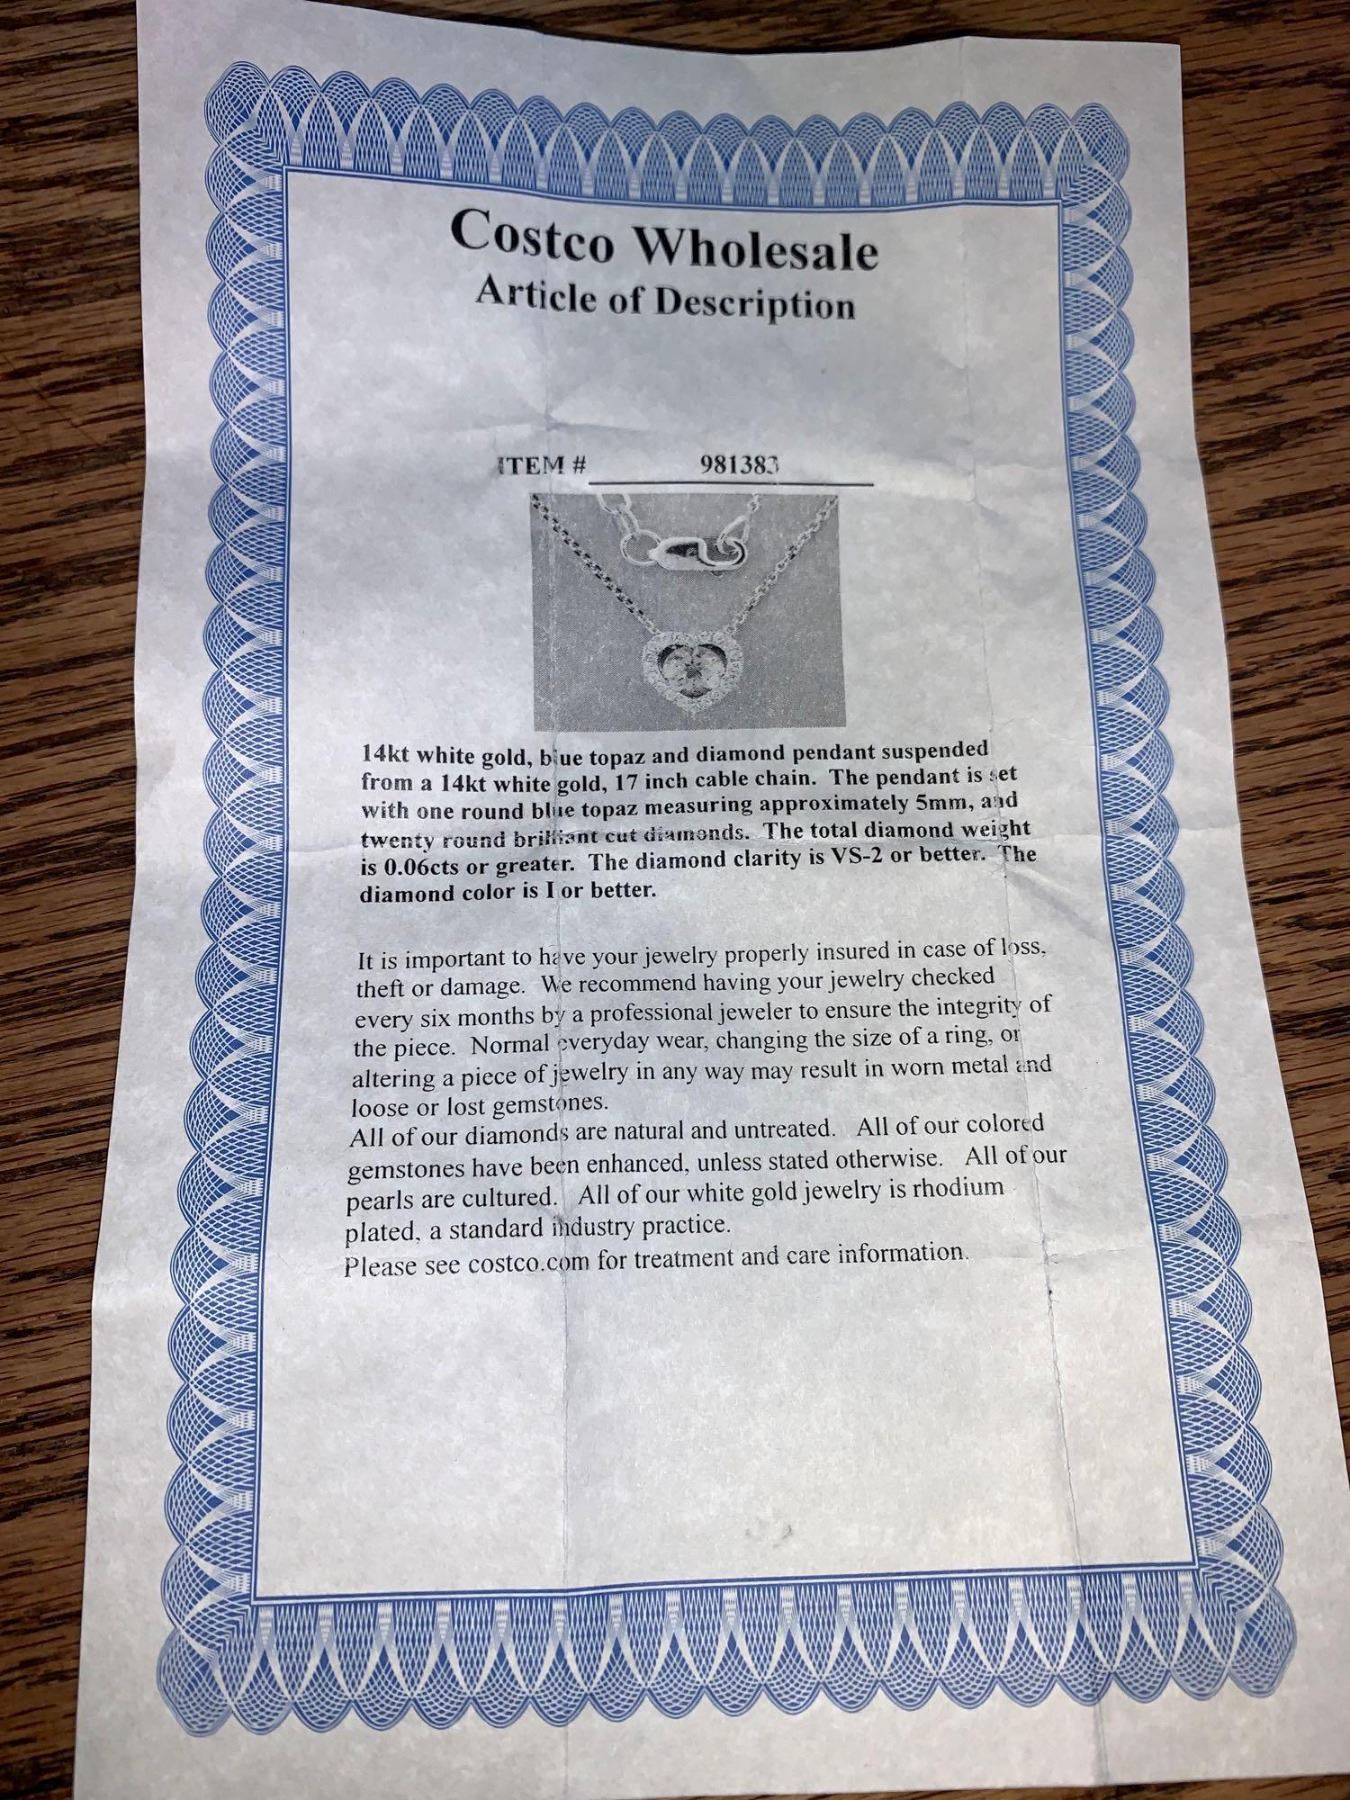 Costco Wholesale
Article of Description
ITEM # 981383
14kt white gold, blue topaz and diamond pendant suspended
from a 14kt white gold, 17 inch cable chain. The pendant is set
with one round blue topaz measuring approximately 5mm, and
twenty round brilliant cut diamonds. The total diamond weight
is 0.06cts or greater. The diamond clarity is VS-2 or better. The
diamond color is I or better.
It is important to have your jewelry properly insured in case of loss,
theft or damage. We recommend having your jewelry checked
every six months by a professional jeweler to ensure the integrity of
the piece. Normal everyday wear, changing the size of a ring, or
altering a piece of jewelry in any way may result in worn metal and
loose or lost gemstones.
All of our diamonds are natural and untreated. All of our colored
gemstones have been enhanced, unless stated otherwise. All of our
pearls are cultured. All of our white gold jewelry is rhodium
plated, a standard industry practice.
Please see costco.com for treatment and care information.